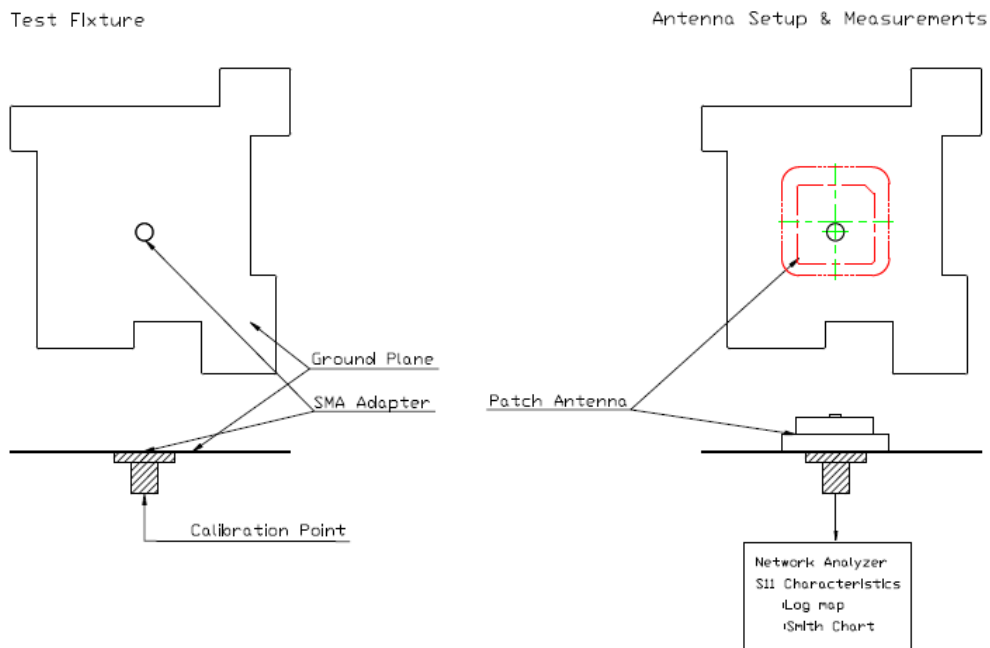 Test Fixture
Antenna Setup & Measurements
Ground Plane
SMA Adapter
Patch Antenna
Calibration Point
Network Analyzer
S11 Characteristics
Log map
Smith Chart